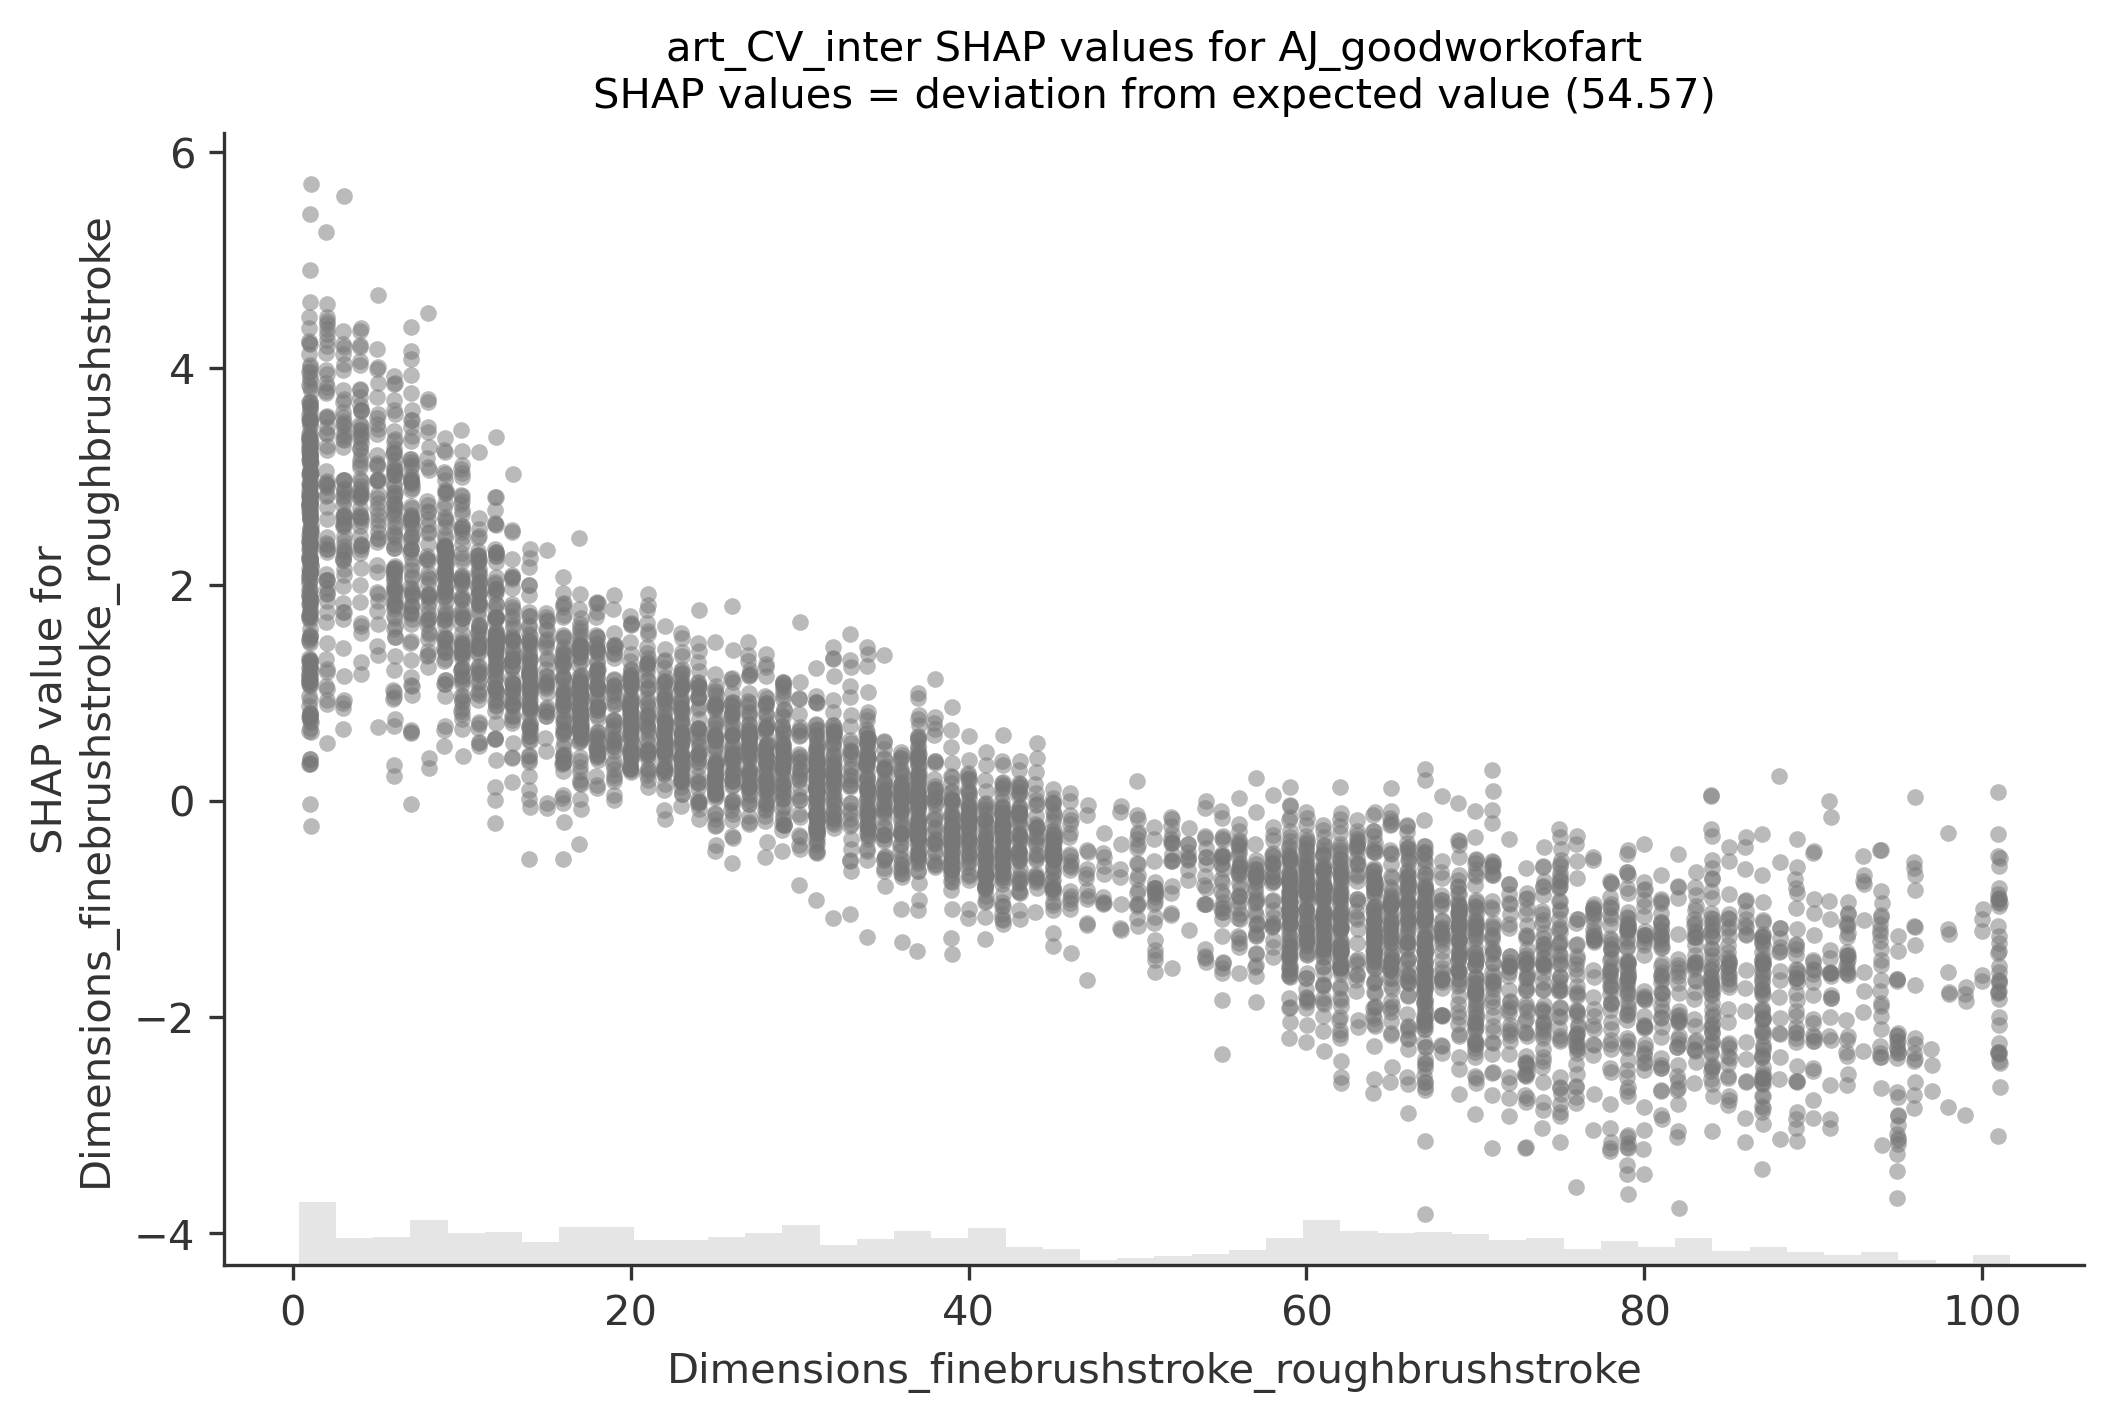 art_CV_inter SHAP values for AJ_goodworkofart
SHAP values = deviation from expected value (54.57)
SHAP value for
Dimensions_finebrushstroke_roughbrushstroke
6
4
2
0
−2
−4
0 20 40 60 80 100
Dimensions_finebrushstroke_roughbrushstroke